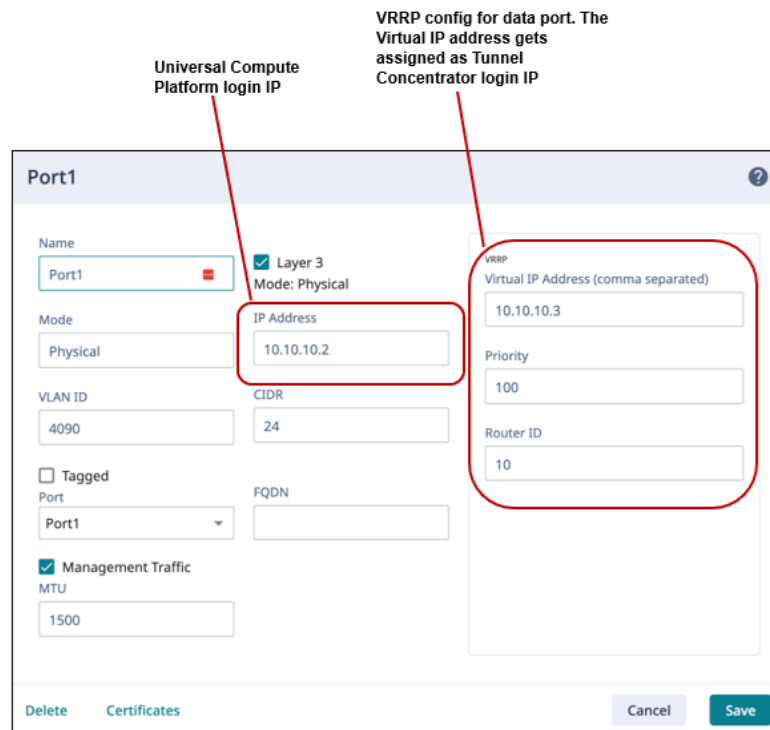 VRRP config for data port. The
Virtual IP address gets
assigned as Tunnel
Concentrator login IP
Universal Compute
Platform login IP
Port1
Name
Port1
Layer 3
Mode: Physical
Mode
Physical
IP Address
10.10.10.2
VLAN ID
4090
CIDR
24
Tagged
Port
Port1
FQDN
Management Traffic
MTU
1500
VRRP
Virtual IP Address (comma separated)
10.10.10.3
Priority
100
Router ID
10
Delete
Certificates
Cancel
Save